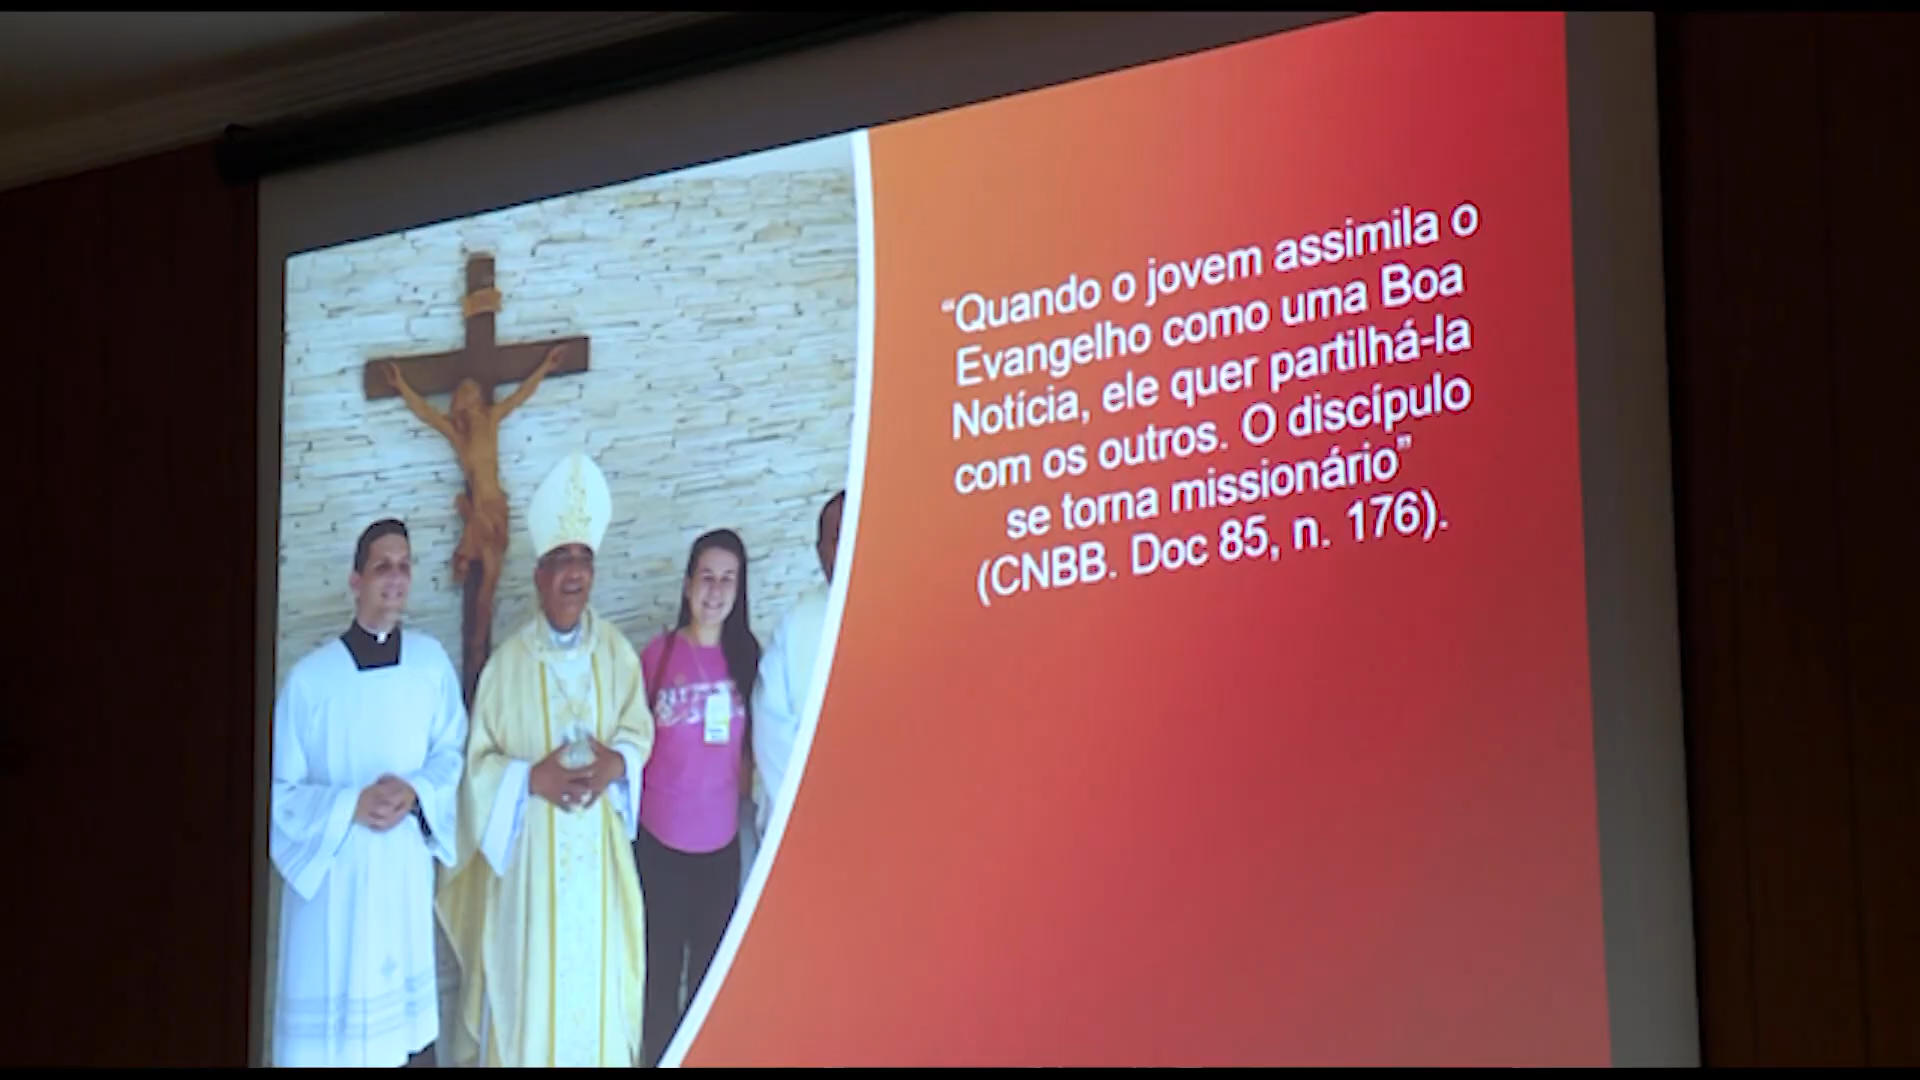 “Quando o jovem assimila o
Evangelho como uma Boa
Notícia, ele quer partilhá-la
com os outros. O discípulo
se torna missionário”
(CNBB. Doc 85, n. 176).